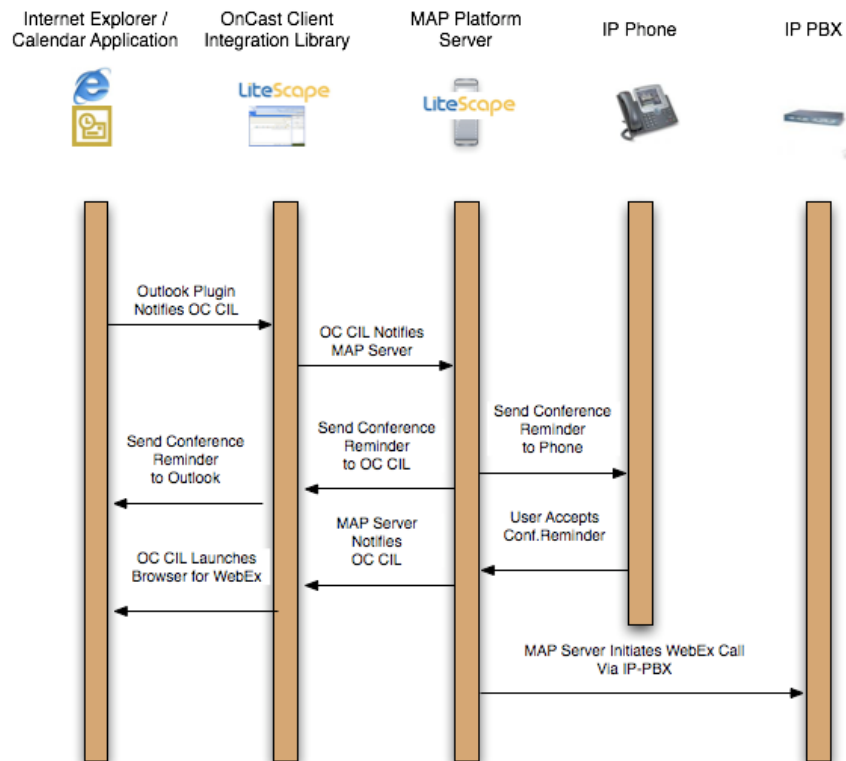 Internet Explorer /
Calendar Application
OnCast Client
Integration Library
MAP Platform
Server
IP Phone
IP PBX
LiteScape
LiteScape
Outlook Plugin
Notifies OC CIL
OC CIL Notifies
MAP Server
Send Conference
Reminder
to Phone
Send Conference
Reminder
to OC CIL
Send Conference
Reminder
to Outlook
User Accepts
Conf.Reminder
MAP Server
Notifies
OC CIL
OC CIL Launches
Browser for WebEx
MAP Server Initiates WebEx Call
Via IP-PBX